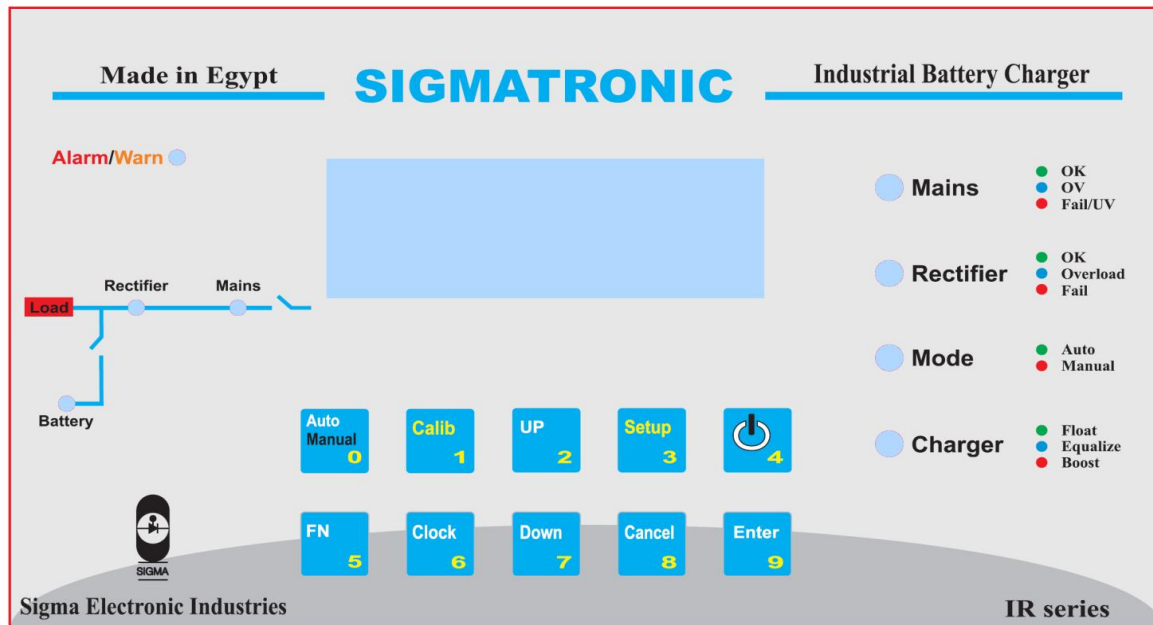 Made in Egypt
SIGMATRONIC
Industrial Battery Charger
Alarm/Warn
Mains
OK
OV
Fail/UV
Rectifier
OK
Overload
Fail
Mode
Auto
Manual
Charger
Float
Equalize
Boost
Rectifier
Mains
Load
Battery
Auto
Manual
0
Calib
1
UP
2
Setup
3
4
FN
5
Clock
6
Down
7
Cancel
8
Enter
9
SIGMA
Sigma Electronic Industries
IR series